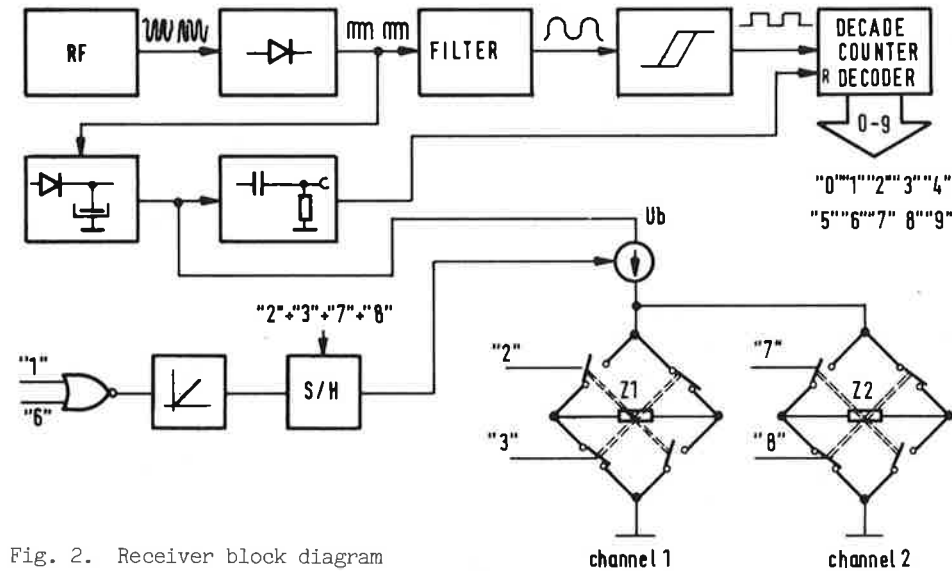 RF
FILTER
DECADE
COUNTER
DECODER
R
0-9
"0""1""2""3""4"
"5""6""7" 8""9"
Ub
"2"+"3"+"7"+"8"
"1"
"6"
S/H
"2"
Z1
"3"
"7"
Z2
"8"
channel 1
channel 2
Fig. 2. Receiver block diagram